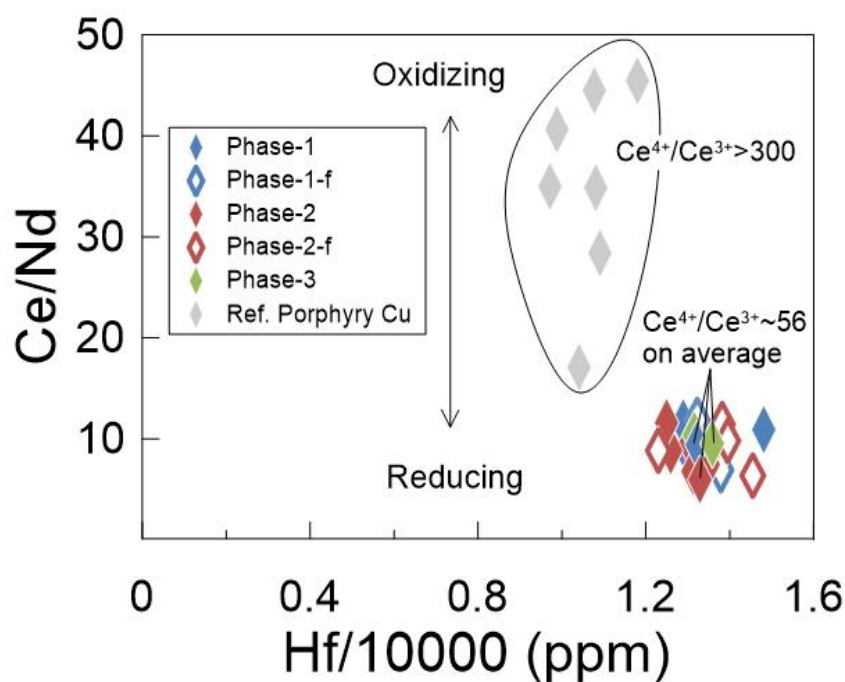 50
40
30
20
10
Ce/Nd
Oxidizing
Phase-1
Phase-1-f
Phase-2
Phase-2-f
Phase-3
Ref. Porphyry Cu
Ce⁴⁺/Ce³⁺>300
Ce⁴⁺/Ce³⁺~56
on average
Reducing
0 0.4 0.8 1.2 1.6
Hf/10000 (ppm)